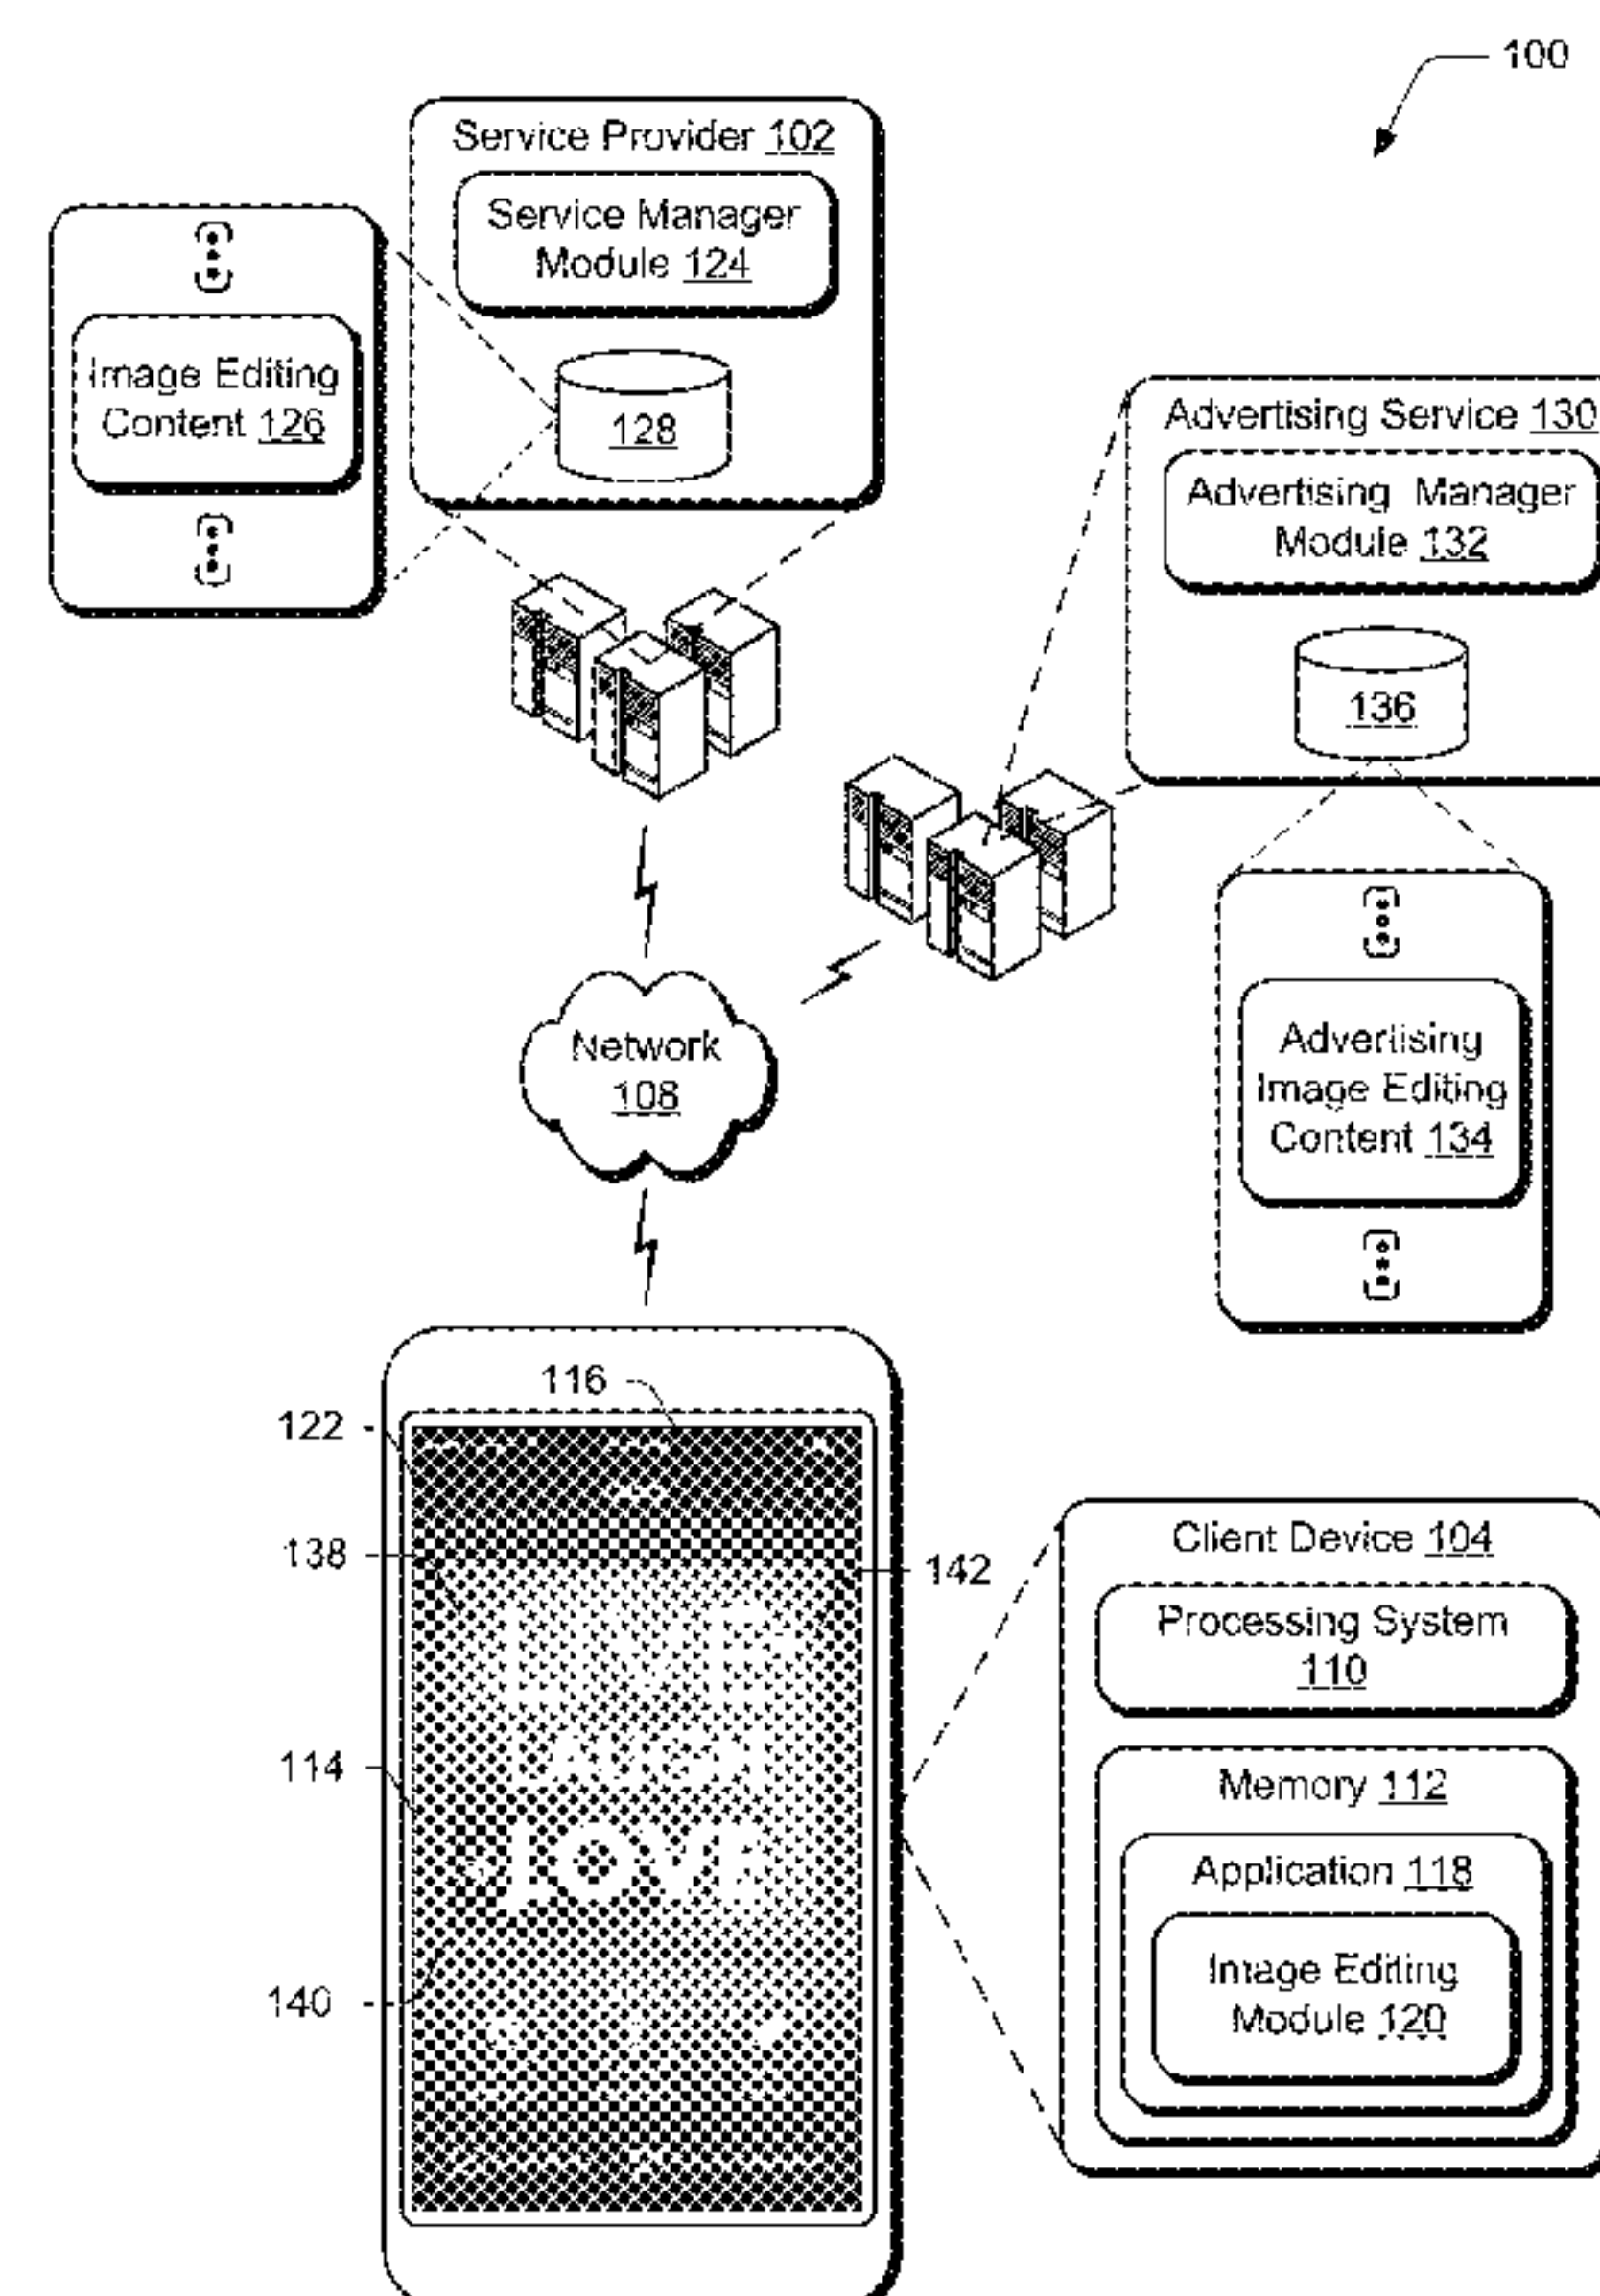 100
Service Provider 102
Service Manager
Module 124
Image Editing
Content 126
128
Advertising Service 130
Advertising Manager
Module 132
136
Network
108
Advertising
Image Editing
Content 134
116
122
138
142
114
LOVE
140
Client Device 104
Processing System
110
Memory 112
Application 118
Image Editing
Module 120